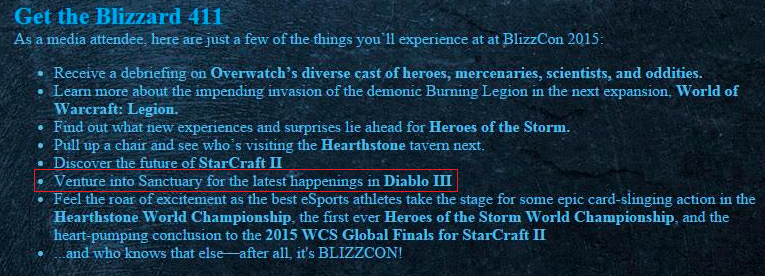 Get the Blizzard 411
As a media attendee, here are just a few of the things you`ll experience at at BlizzCon 2015:
• Receive a debriefing on Overwatch's diverse cast of heroes, mercenaries, scientists, and oddities.
• Learn more about the impending invasion of the demonic Burning Legion in the next expansion, World of
Warcraft: Legion.
• Find out what new experiences and surprises lie ahead for Heroes of the Storm.
• Pull up a chair and see who`s visiting the Hearthstone tavern next.
• Discover the future of StarCraft II
• Venture into Sanctuary for the latest happenings in Diablo III
• Feel the roar of excitement as the best eSports athletes take the stage for some epic card-slinging action in the
Hearthstone World Championship, the first ever Heroes of the Storm World Championship, and the
heart-pumping conclusion to the 2015 WCS Global Finals for StarCraft II
• ...and who knows that else—after all, it's BLIZZCON!